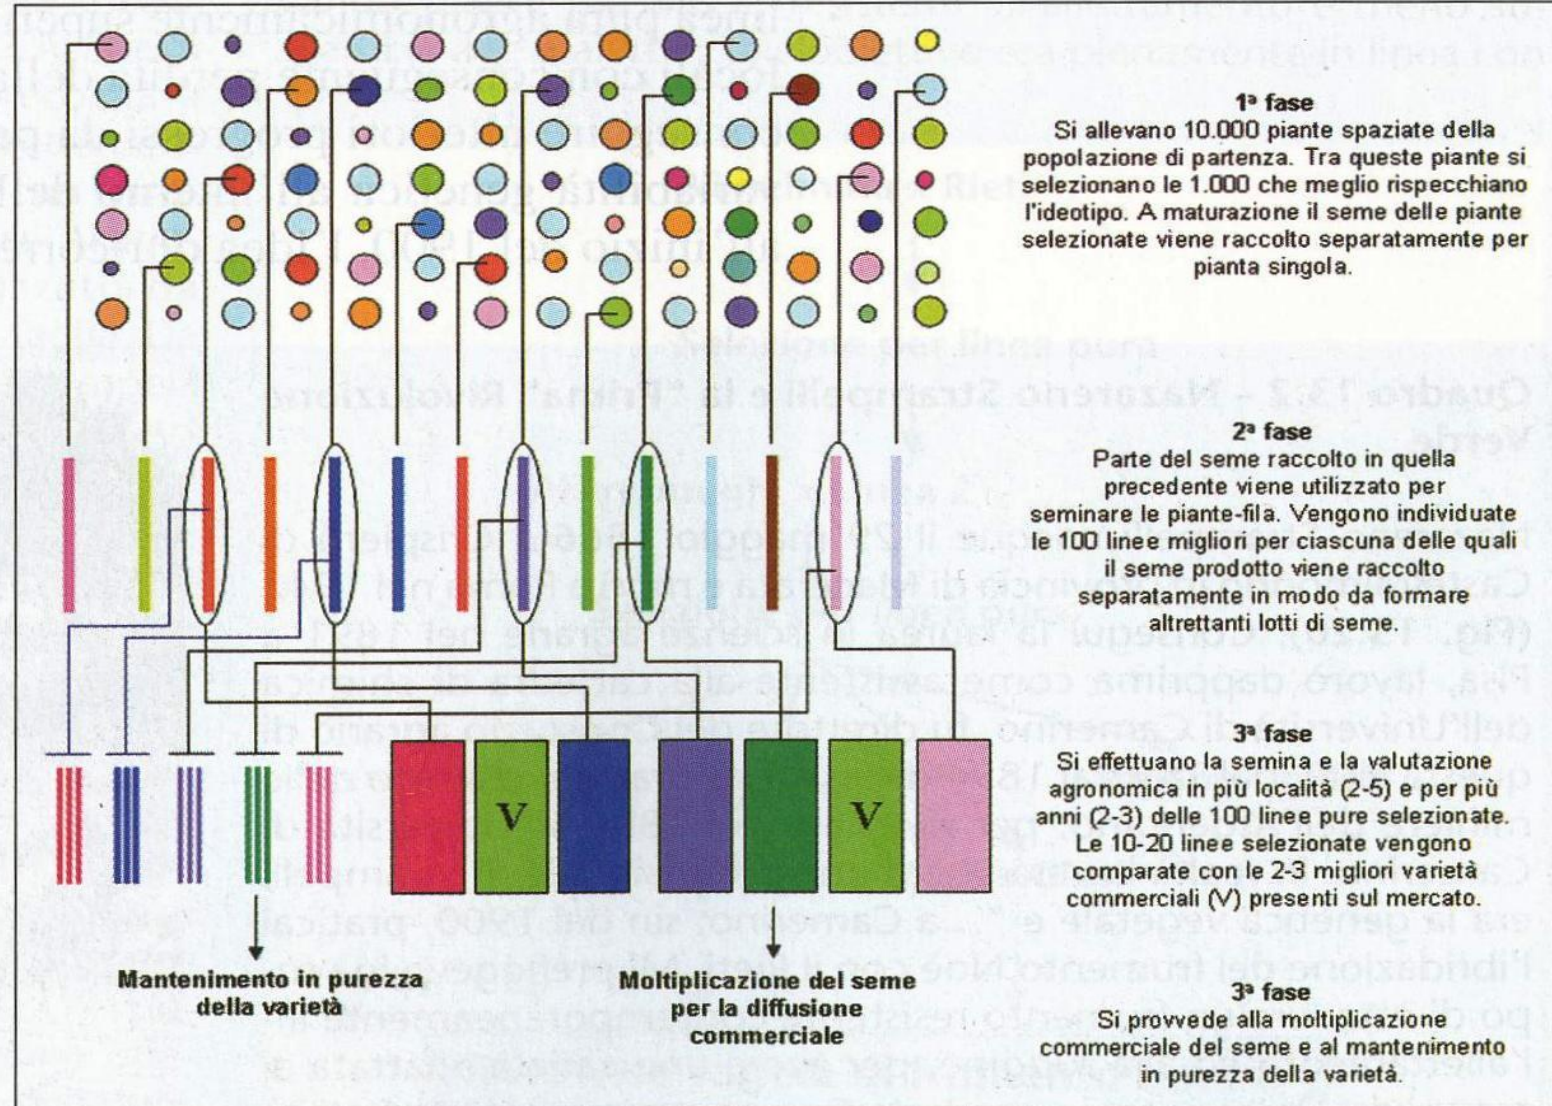 1ª fase
Si allevano 10.000 piante spaziate della
popolazione di partenza. Tra queste piante si
selezionano le 1.000 che meglio rispecchiano
l'ideotipo. A maturazione il seme delle piante
selezionate viene raccolto separatamente per
pianta singola.
2ª fase
Parte del seme raccolto in quella
precedente viene utilizzato per
seminare le piante-fila. Vengono individuate
le 100 linee migliori per ciascuna delle quali
il seme prodotto viene raccolto
separatamente in modo da formare
altrettanti lotti di seme.
3ª fase
Si effettuano la semina e la valutazione
agronomica in più località (2-5) e per più
anni (2-3) delle 100 linee pure selezionate.
Le 10-20 linee selezionate vengono
comparate con le 2-3 migliori varietà
commerciali (V) presenti sul mercato.
V
V
Mantenimento in purezza
della varietà
Moltiplicazione del seme
per la diffusione
commerciale
3ª fase
Si provvede alla moltiplicazione
commerciale del seme e al mantenimento
in purezza della varietà.